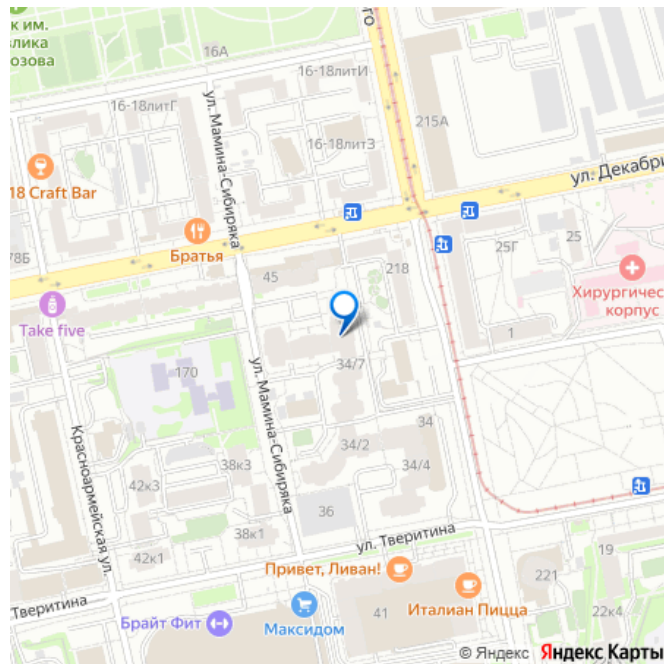 к им.
влика
озова
16А
ого
16-18литГ
16-18литИ
215А
16-18литЗ
ул. Мамина-Сибиряка
18 Craft Bar
ул. Декабри
78Б
Братья
25Г
25
45
218
Хирургичес
корпус
Take five
1
170
34/7
ул. Мамина-Сибиряка
Красноармейская ул.
34
38к3
34/2
34/4
42к3
36
38к1
ул. Тверитина
42к1
19
Привет, Ливан!
221
Тверитина
Италиан Пицца
Брайт Фит
41
22к4
Максидом
© Яндекс Яндекс Карты